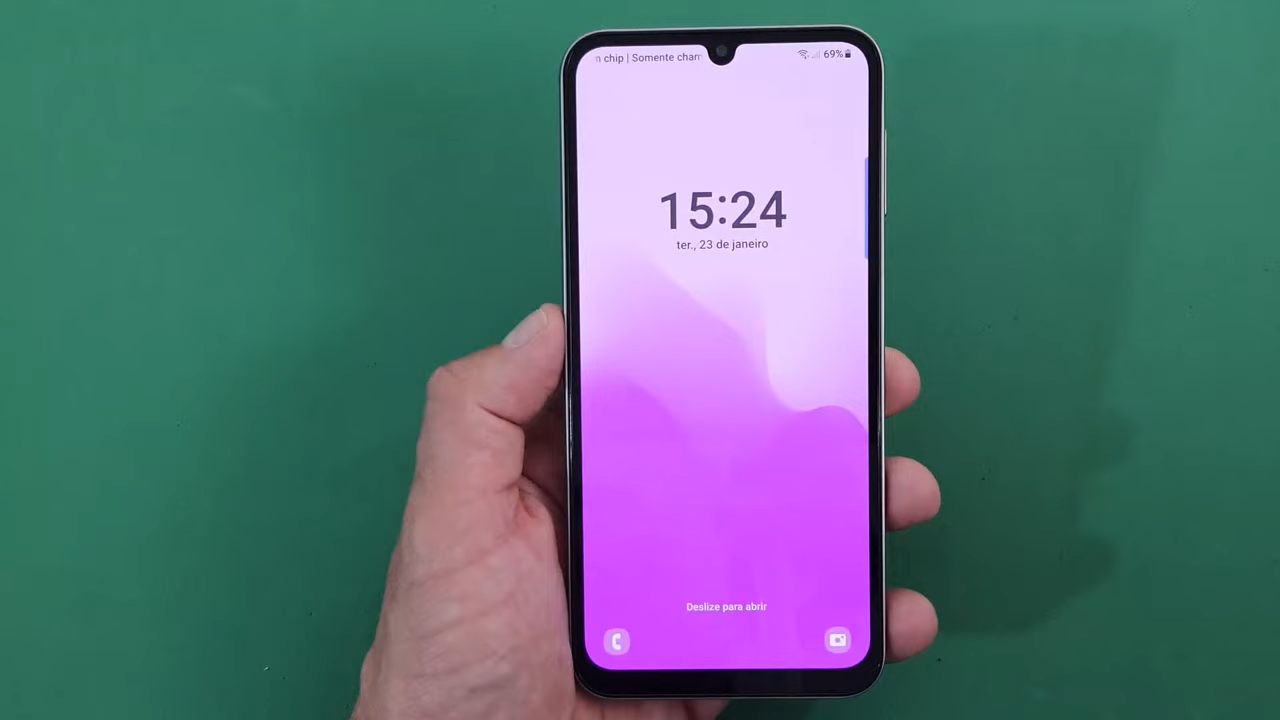 n chip | Somente cham
69%
15:24
ter., 23 de janeiro
Deslize para abrir